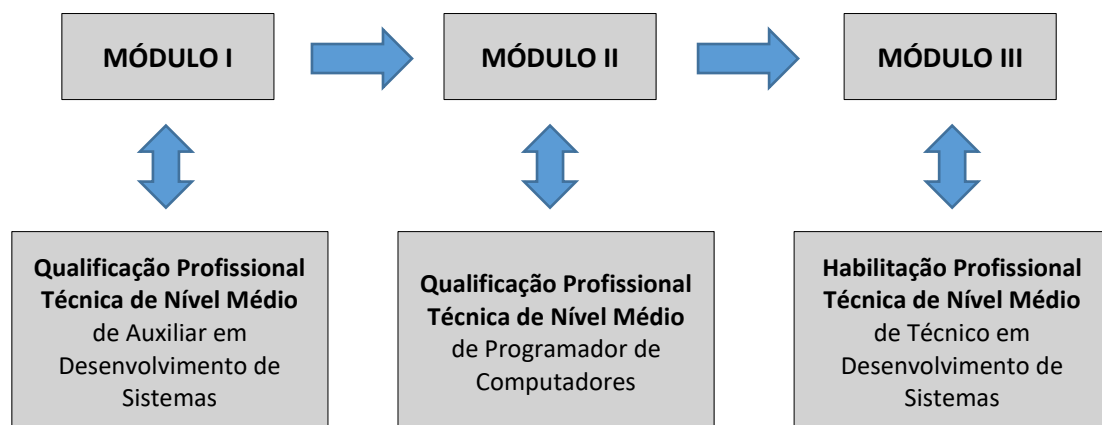 MÓDULO I
MÓDULO II
MÓDULO III
Qualificação Profissional
Técnica de Nível Médio
de Auxiliar em
Desenvolvimento de
Sistemas
Qualificação Profissional
Técnica de Nível Médio
de Programador de
Computadores
Habilitação Profissional
Técnica de Nível Médio
de Técnico em
Desenvolvimento de
Sistemas